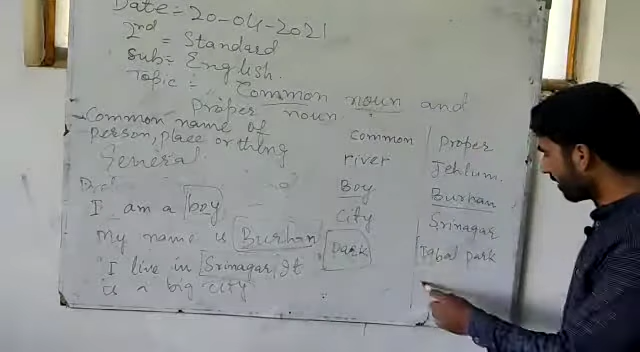 Date = 20-04-2021
2nd = Standard
Sub = English.
Topic = Common noun and
Proper noun.
Common name of
person, place or thing
General.
I am a boy.
My name is Burhan
I live in Srinagar, It
is a big city
Common | Proper
river | Jehlum.
Boy | Burhan
City | Srinagar
Park | Iqbal park